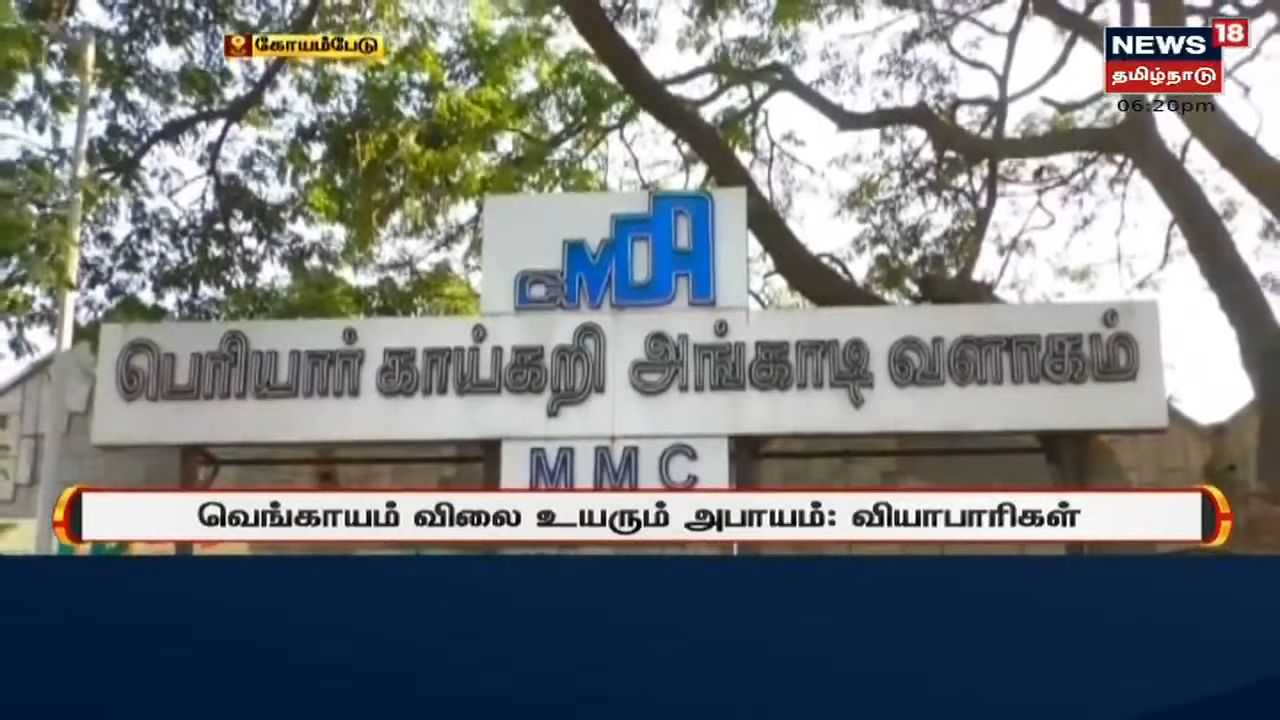 கோயம்பேடு
NEWS 18
தமிழ்நாடு
06:20pm
CMDA
பெரியார் காய்கறி அங்காடி வளாகம்
MMC
வெங்காயம் விலை உயரும் அபாயம்: வியாபாரிகள்